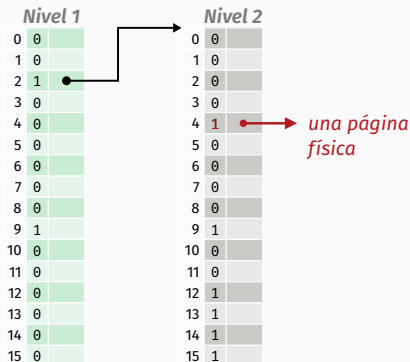 Nivel 1 Nivel 2
0 0 0 0
1 0 1 0
2 1 2 0
3 0 3 0
4 0 4 1 una página
5 0 5 0 física
6 0 6 0
7 0 7 0
8 0 8 0
9 1 9 1
10 0 10 0
11 0 11 0
12 0 12 1
13 0 13 1
14 0 14 1
15 0 15 1